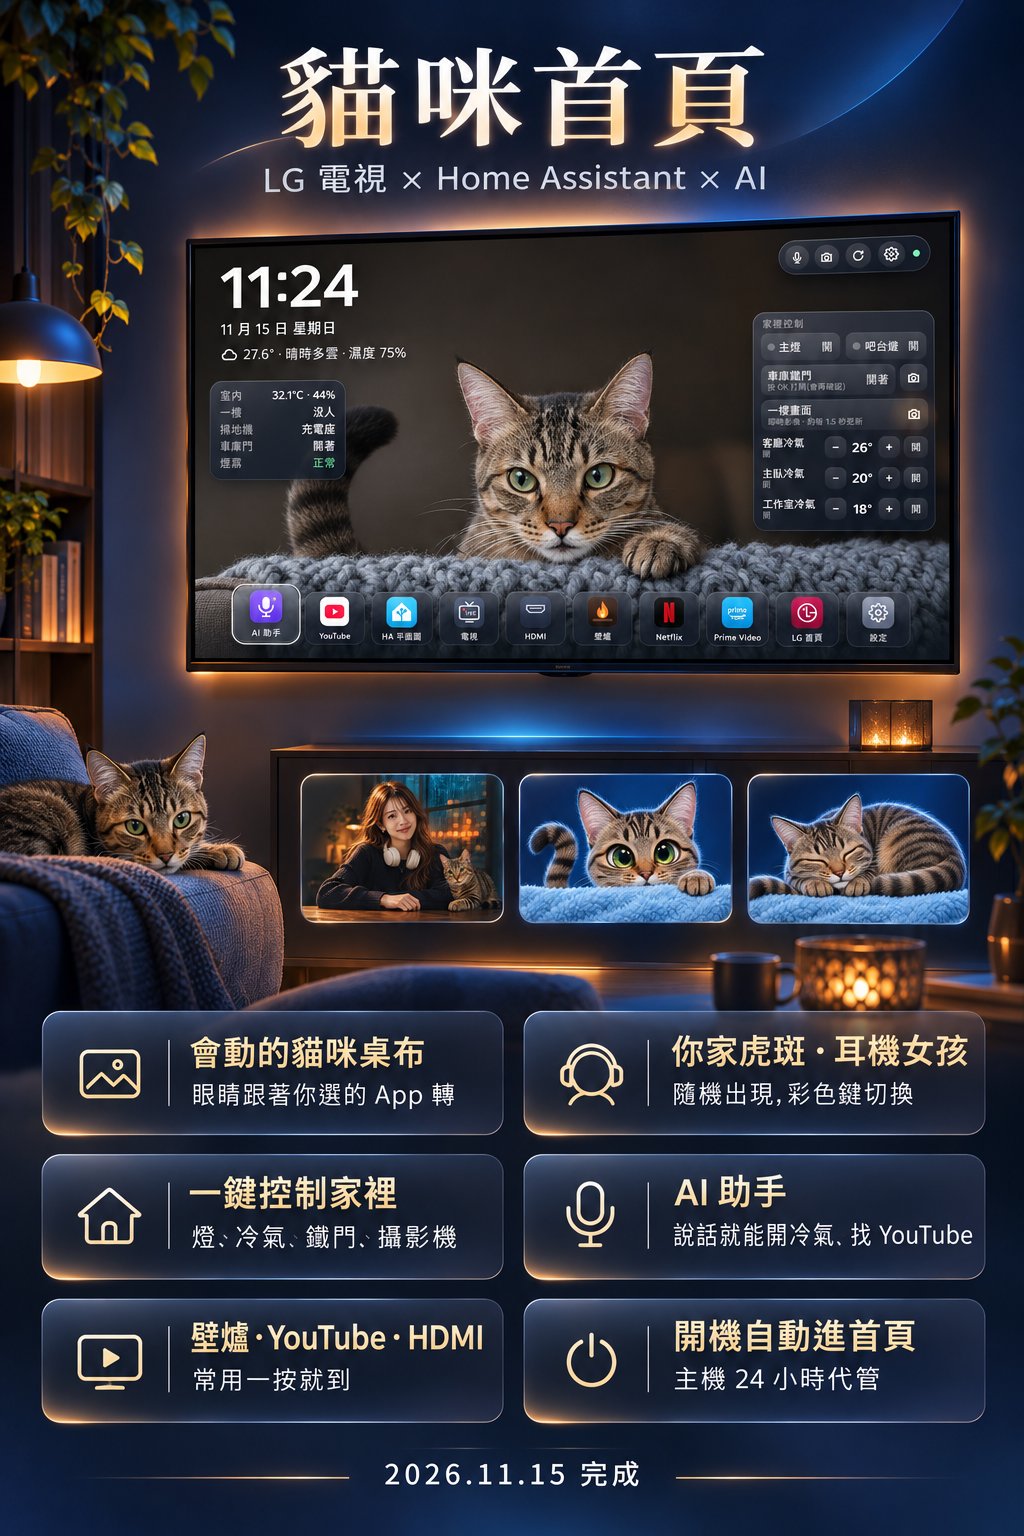 貓咪首頁
LG 電視 × Home Assistant × AI
11:24
11 月 15 日 星期日
27.6° · 晴時多雲 · 濕度 75%
室內 32.1°C · 44%
一樓 沒人
掃地機 充電座
車庫門 開著
煙霧 正常
家裡控制
主燈 開
吧台燈 開
車庫鐵門 開著
一樓畫面
客廳冷氣 − 26° + 開
開
主臥冷氣 − 20° + 開
開
工作室冷氣 − 18° + 開
開
AI 助手
YouTube
HA 平面圖
電視
HDMI
壁爐
Netflix
prime
Prime Video
LG 首頁
設定
會動的貓咪桌布
眼睛跟著你選的 App 轉
你家虎斑 · 耳機女孩
隨機出現, 彩色鍵切換
一鍵控制家裡
燈、冷氣、鐵門、攝影機
AI 助手
說話就能開冷氣、找 YouTube
壁爐 · YouTube · HDMI
常用一按就到
開機自動進首頁
主機 24 小時代管
2026.11.15 完成